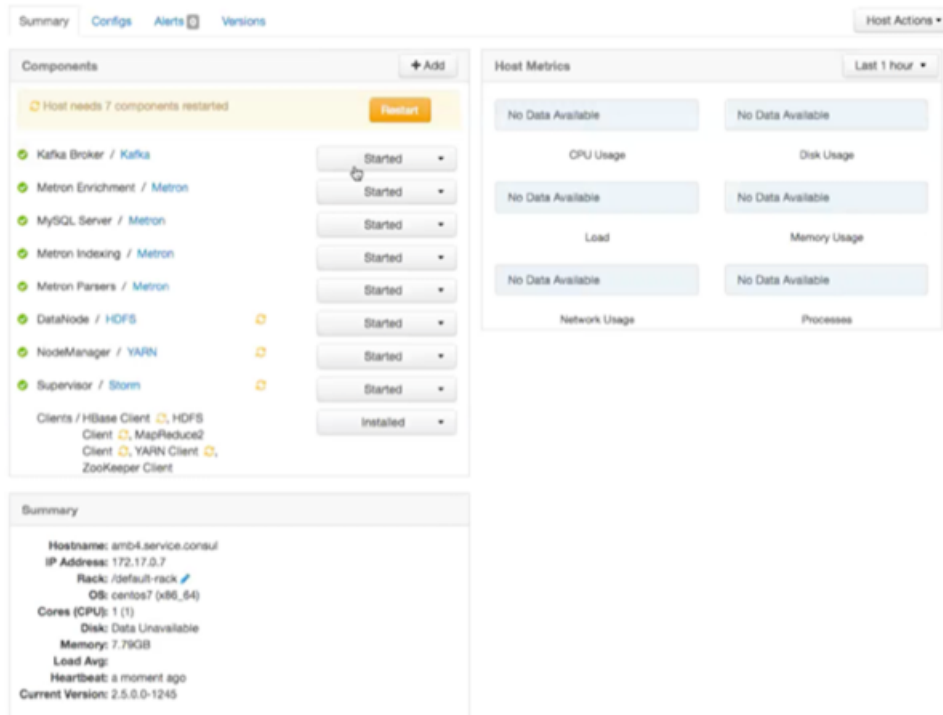 Summary Configs Alerts 0 Versions Host Actions
Components Add
Host needs 7 components restarted Restart
Kafka Broker / Kafka Started
Metron Enrichment / Metron Started
MySQL Server / Metron Started
Metron Indexing / Metron Started
Metron Parsers / Metron Started
DataNode / HDFS Started
NodeManager / YARN Started
Supervisor / Storm Started
Clients / HBase Client , HDFS Installed
Client , MapReduce2
Client , YARN Client ,
ZooKeeper Client
Host Metrics Last 1 hour
No Data Available No Data Available
CPU Usage Disk Usage
No Data Available No Data Available
Load Memory Usage
No Data Available No Data Available
Network Usage Processes
Summary
Hostname: amb4.service.consul
IP Address: 172.17.0.7
Rack: /default-rack
OS: centos7 (x86_64)
Cores (CPU): 1 (1)
Disk: Data Unavailable
Memory: 7.79GB
Load Avg:
Heartbeat: a moment ago
Current Version: 2.5.0.0-1245